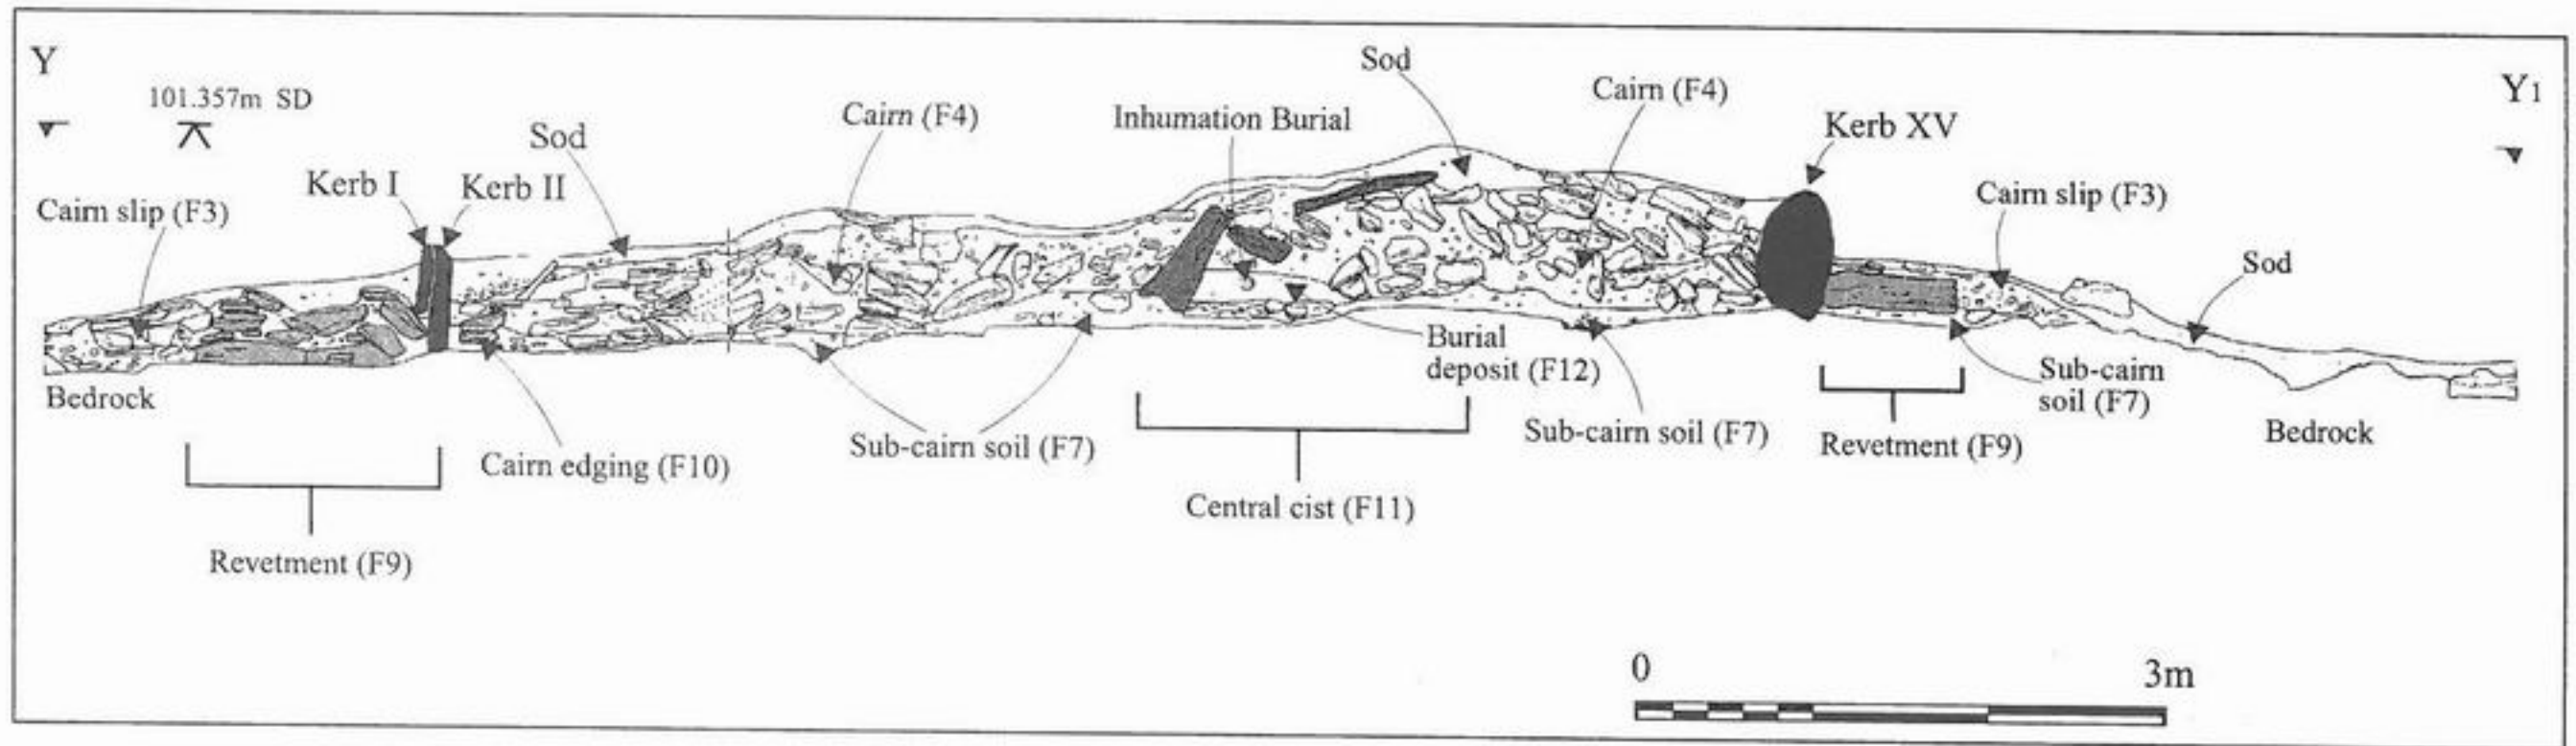 Y
Y1
101.357m SD
Sod
Cairn (F4)
Inhumation Burial
Sod
Cairn (F4)
Kerb XV
Kerb I
Kerb II
Cairn slip (F3)
Cairn slip (F3)
Sod
Bedrock
Burial
deposit (F12)
Sub-cairn
soil (F7)
Cairn edging (F10)
Sub-cairn soil (F7)
Sub-cairn soil (F7)
Revetment (F9)
Bedrock
Central cist (F11)
Revetment (F9)
0
3m